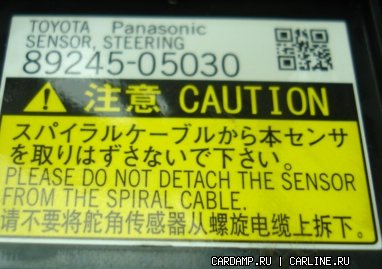 TOYOTA Panasonic
SENSOR, STEERING
89245-05030
注意 CAUTION
スパイラルケーブルから本センサ
を取りはずさないで下さい。
PLEASE DO NOT DETACH THE SENSOR
FROM THE SPIRAL CABLE.
请不要将舵角传感器从螺旋电缆上拆下。
CARDAMP.RU | CARLINE.RU